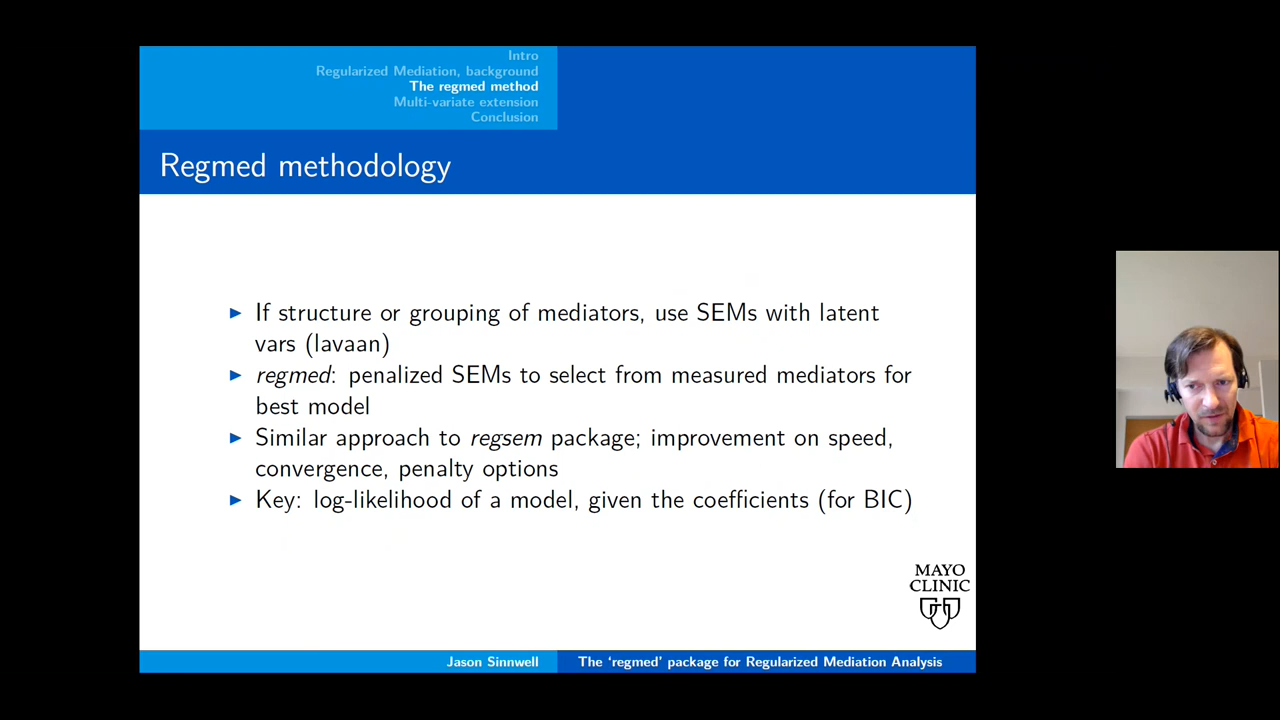 Intro
Regularized Mediation, background
The regmed method
Multi-variate extension
Conclusion
Regmed methodology
If structure or grouping of mediators, use SEMs with latent
vars (lavaan)
regmed: penalized SEMs to select from measured mediators for
best model
Similar approach to regsem package; improvement on speed,
convergence, penalty options
Key: log-likelihood of a model, given the coefficients (for BIC)
MAYO
CLINIC
Jason Sinnwell
The ‘regmed’ package for Regularized Mediation Analysis